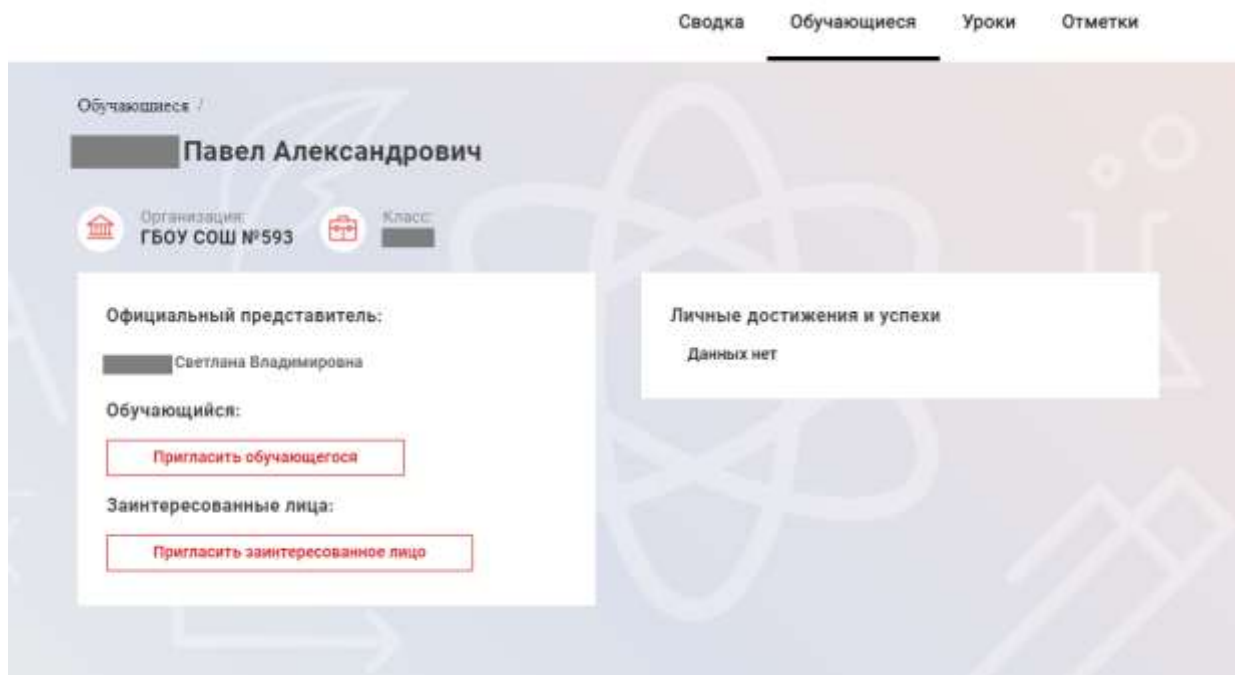 Сводка Обучающиеся Уроки Отметки
Обучающиеся /
Павел Александрович
Организация:
ГБОУ СОШ №593
Класс:
Официальный представитель:
Светлана Владимировна
Обучающийся:
Пригласить обучающегося
Заинтересованные лица:
Пригласить заинтересованное лицо
Личные достижения и успехи
Данных нет